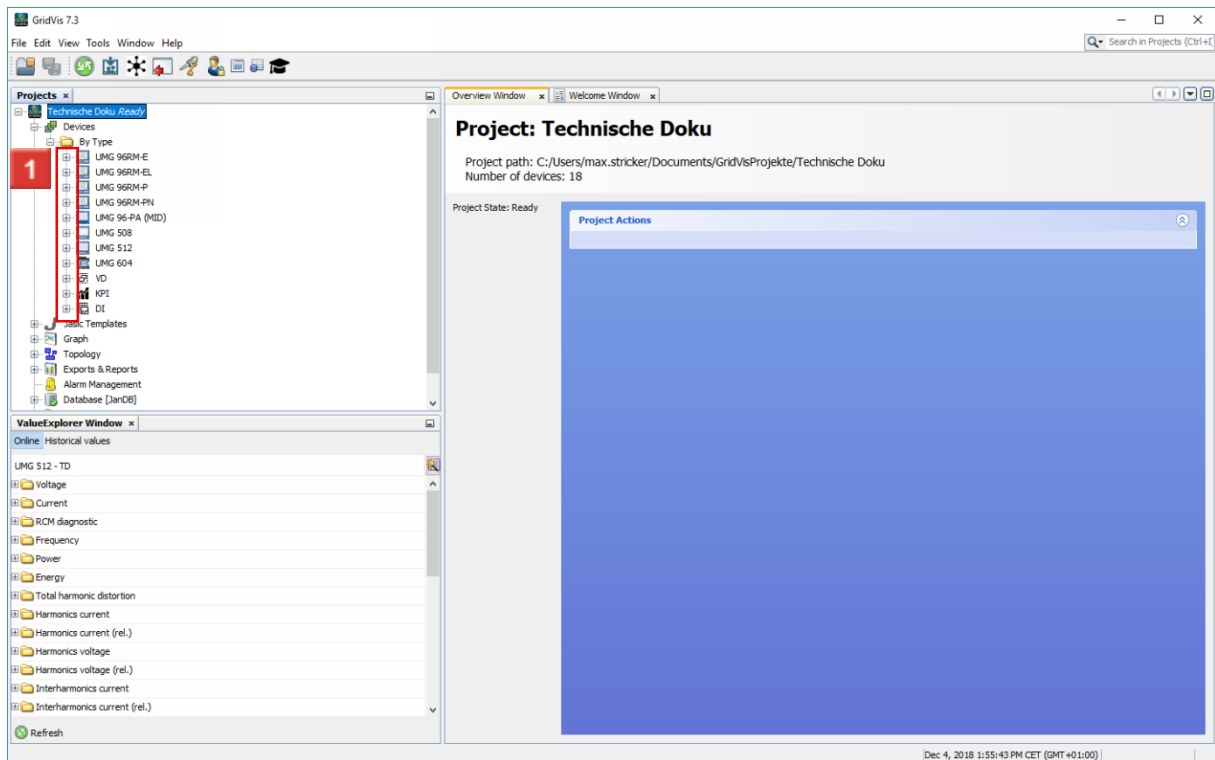 GridVis 7.3
File Edit View Tools Window Help
Search in Projects (Ctrl+I)
Projects
Technische Doku Ready
Devices
By Type
1
UMG 96RM-E
UMG 96RM-EL
UMG 96RM-P
UMG 96RM-PN
UMG 96-PA (MID)
UMG 508
UMG 512
UMG 604
VD
KPI
DI
Jasic Templates
Graph
Topology
Exports & Reports
Alarm Management
Database [JanDB]
ValueExplorer Window
Online Historical values
UMG 512 - TD
Voltage
Current
RCM diagnostic
Frequency
Power
Energy
Total harmonic distortion
Harmonics current
Harmonics current (rel.)
Harmonics voltage
Harmonics voltage (rel.)
Interharmonics current
Interharmonics current (rel.)
Refresh
Overview Window Welcome Window
Project: Technische Doku
Project path: C:/Users/max.stricker/Documents/GridVisProjekte/Technische Doku
Number of devices: 18
Project State: Ready
Project Actions
Dec 4, 2018 1:55:43 PM CET (GMT+01:00)